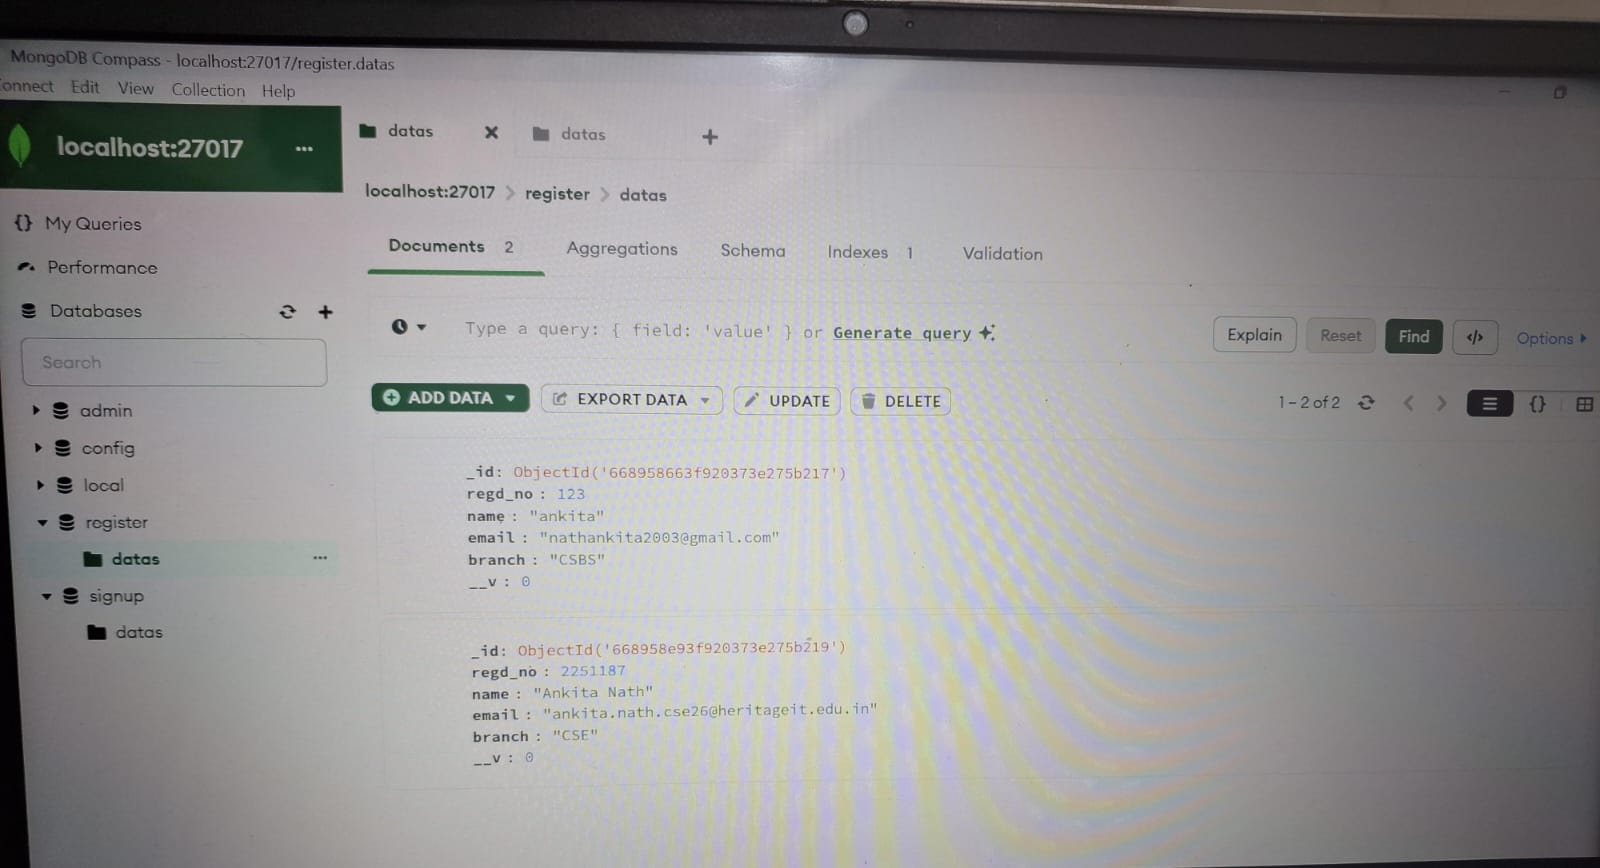 MongoDB Compass - localhost:27017/register.datas
onnect Edit View Collection Help
localhost:27017 ...
datas
datas
localhost:27017 > register > datas
{} My Queries
Performance
Databases
Search
admin
config
local
register
datas ...
signup
datas
Documents 2 Aggregations Schema Indexes 1 Validation
Type a query: { field: 'value' } or Generate query
Explain Reset Find </> Options
ADD DATA EXPORT DATA UPDATE DELETE
1 – 2 of 2 {}
_id: ObjectId('668958663f920373e275b217')
regd_no : 123
name : "ankita"
email : "nathankita2003@gmail.com"
branch : "CSBS"
__v : 0
_id: ObjectId('668958e93f920373e275b219')
regd_no : 2251187
name : "Ankita Nath"
email : "ankita.nath.cse26@heritageit.edu.in"
branch : "CSE"
__v : 0